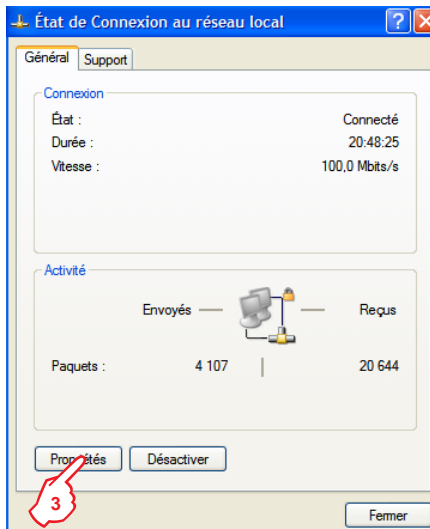 État de Connexion au réseau local
Général Support
Connexion
État : Connecté
Durée : 20:48:25
Vitesse : 100,0 Mbits/s
Activité
Envoyés Reçus
Paquets : 4 107 20 644
Propriétés Désactiver
3
Fermer